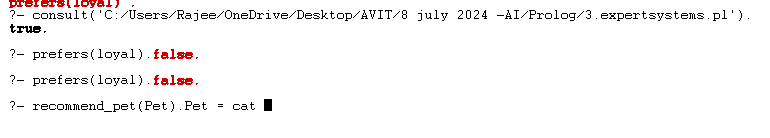 prefers(loyal) .
?- consult('C:/Users/Rajee/OneDrive/Desktop/AVIT/8 july 2024 -AI/Prolog/3.expertsystems.pl').
true.
?- prefers(loyal).false.
?- prefers(loyal).false.
?- recommend_pet(Pet).Pet = cat